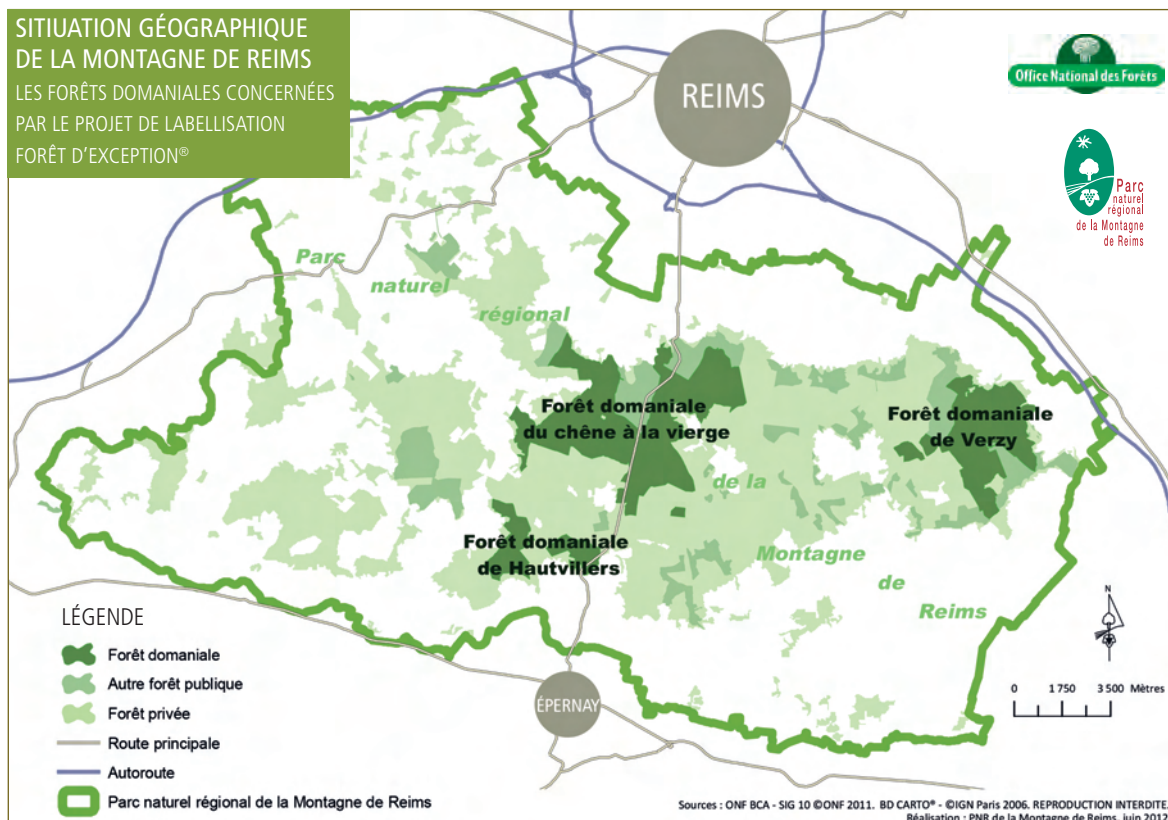 SITUATION GÉOGRAPHIQUE
DE LA MONTAGNE DE REIMS
LES FORÊTS DOMANIALES CONCERNÉES
PAR LE PROJET DE LABELLISATION
FORÊT D'EXCEPTION®
REIMS
Office National des Forêts
Parc
naturel
régional
de la Montagne
de Reims
Parc
naturel
régional
Forêt domaniale
du chêne à la vierge
Forêt domaniale
de Verzy
de la
Forêt domaniale
de Hautvillers
Montagne
de
Reims
N
LÉGENDE
Forêt domaniale
Autre forêt publique
Forêt privée
Route principale
Autoroute
Parc naturel régional de la Montagne de Reims
ÉPERNAY
0 1 750 3 500 Mètres
Sources : ONF BCA - SIG 10 ©ONF 2011. BD CARTO® - ©IGN Paris 2006. REPRODUCTION INTERDITE.
Réalisation : PNR de la Montagne de Reims, juin 2012